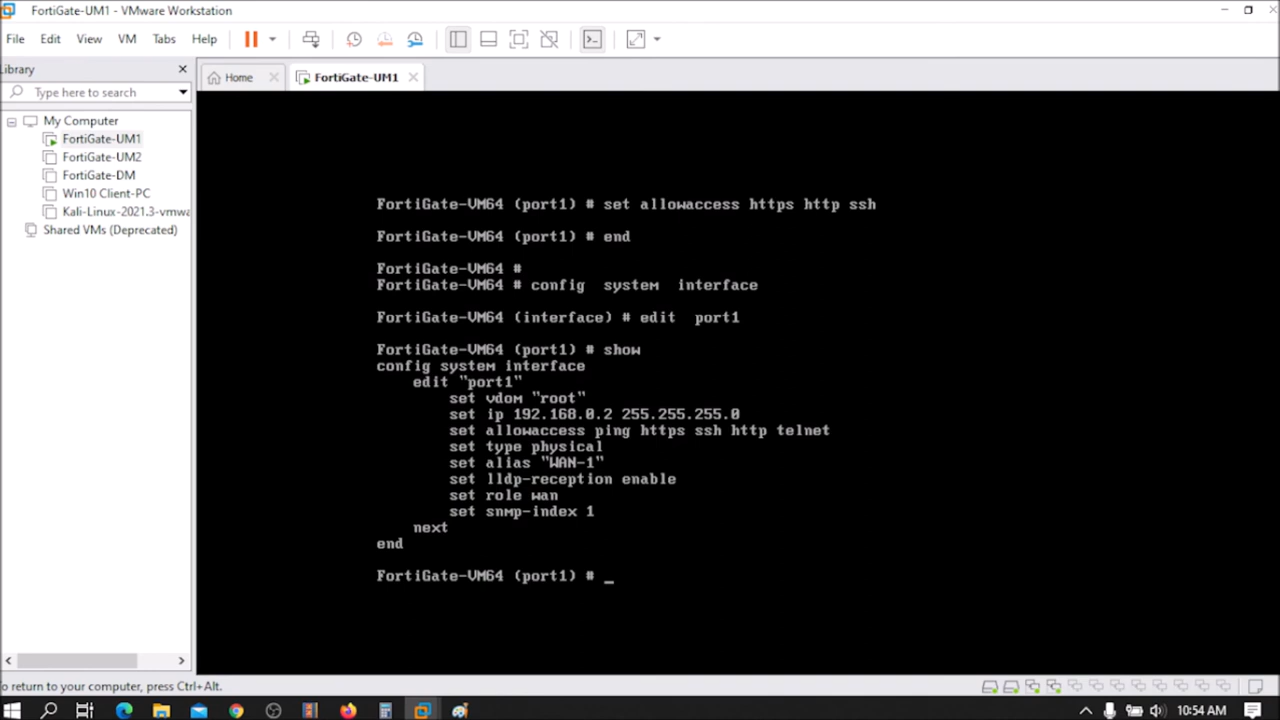 FortiGate-UM1 - VMware Workstation
File Edit View VM Tabs Help
Library
Home
FortiGate-UM1
Type here to search
My Computer
FortiGate-UM1
FortiGate-UM2
FortiGate-DM
Win10 Client-PC
Kali-Linux-2021.3-vmwa
Shared VMs (Deprecated)
FortiGate-VM64 (port1) # set allowaccess https http ssh
FortiGate-VM64 (port1) # end
FortiGate-VM64 #
FortiGate-VM64 # config system interface
FortiGate-VM64 (interface) # edit port1
FortiGate-VM64 (port1) # show
config system interface
edit "port1"
set vdom "root"
set ip 192.168.0.2 255.255.255.0
set allowaccess ping https ssh http telnet
set type physical
set alias "WAN-1"
set lldp-reception enable
set role wan
set snmp-index 1
next
end
FortiGate-VM64 (port1) # _
o return to your computer, press Ctrl+Alt.
10:54 AM